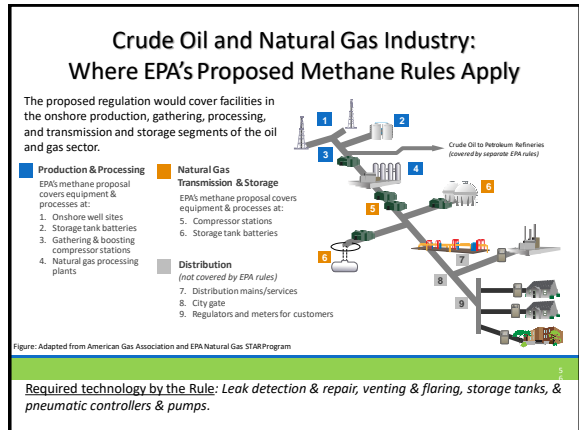 Crude Oil and Natural Gas Industry:
Where EPA's Proposed Methane Rules Apply
The proposed regulation would cover facilities in
the onshore production, gathering, processing,
and transmission and storage segments of the oil
and gas sector.
Production & Processing
EPA's methane proposal
covers equipment &
processes at:
1. Onshore well sites
2. Storage tank batteries
3. Gathering & boosting
compressor stations
4. Natural gas processing
plants
Natural Gas
Transmission & Storage
EPA's methane proposal covers
equipment & processes at:
5. Compressor stations
6. Storage tank batteries
Distribution
(not covered by EPA rules)
7. Distribution mains/services
8. City gate
9. Regulators and meters for customers
1
2
Crude Oil to Petroleum Refineries
(covered by separate EPA rules)
3
4
5
6
6
7
8
9
Figure: Adapted from American Gas Association and EPA Natural Gas STARProgram
Required technology by the Rule: Leak detection & repair, venting & flaring, storage tanks, &
pneumatic controllers & pumps.